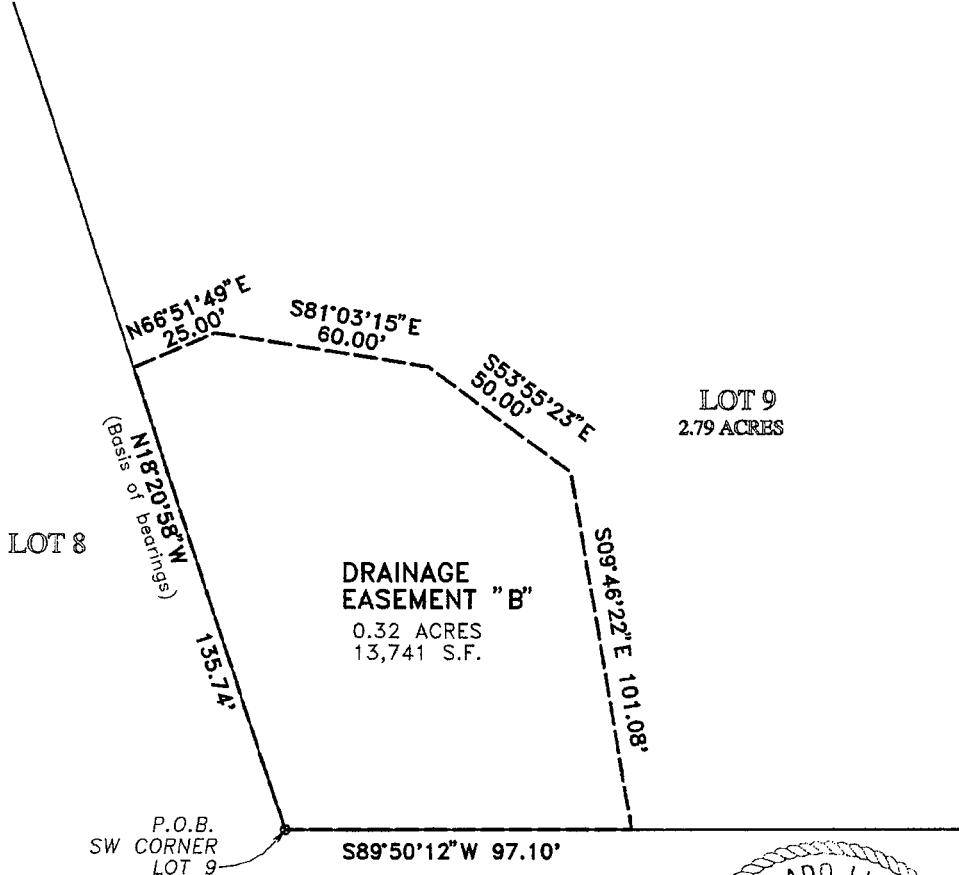 N66°51'49"E
25.00'
S81°03'15"E
60.00'
S53°55'23"E
50.00'
LOT 9
2.79 ACRES
N18°20'58"W
(Basis of bearings)
135.74'
LOT 8
DRAINAGE
EASEMENT "B"
0.32 ACRES
13,741 S.F.
S09°46'22"E 101.08'
P.O.B.
SW CORNER
LOT 9
S89°50'12"W 97.10'